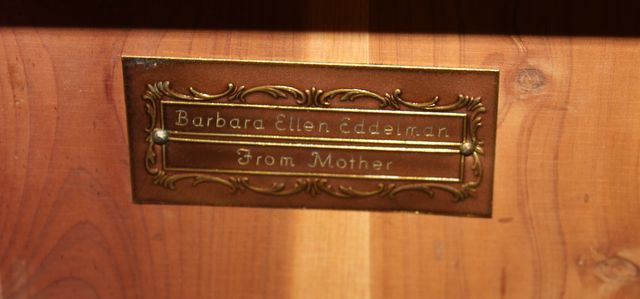 Barbara Ellen Eddelman
From Mother